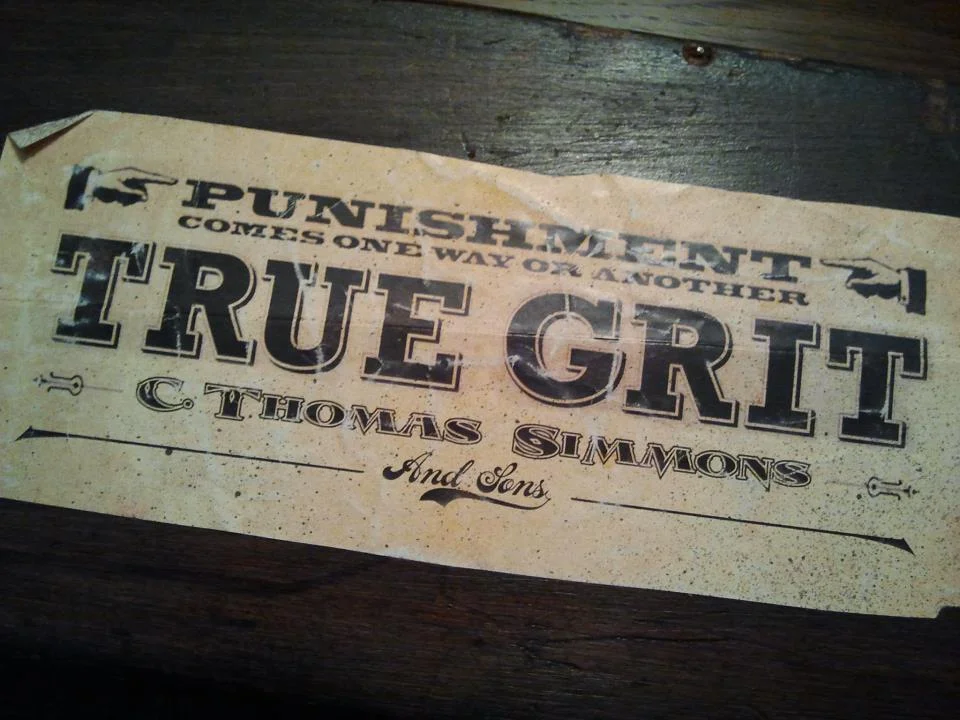 PUNISHMENT
COMES ONE WAY OR ANOTHER
TRUE GRIT
C. THOMAS SIMMONS
And Sons